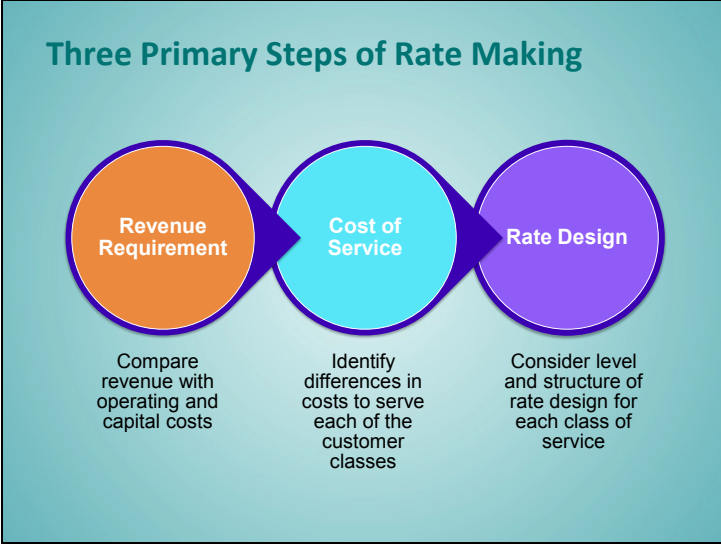 Three Primary Steps of Rate Making
Revenue
Requirement
Cost of
Service
Rate Design
Compare
revenue with
operating and
capital costs
Identify
differences in
costs to serve
each of the
customer
classes
Consider level
and structure of
rate design for
each class of
service